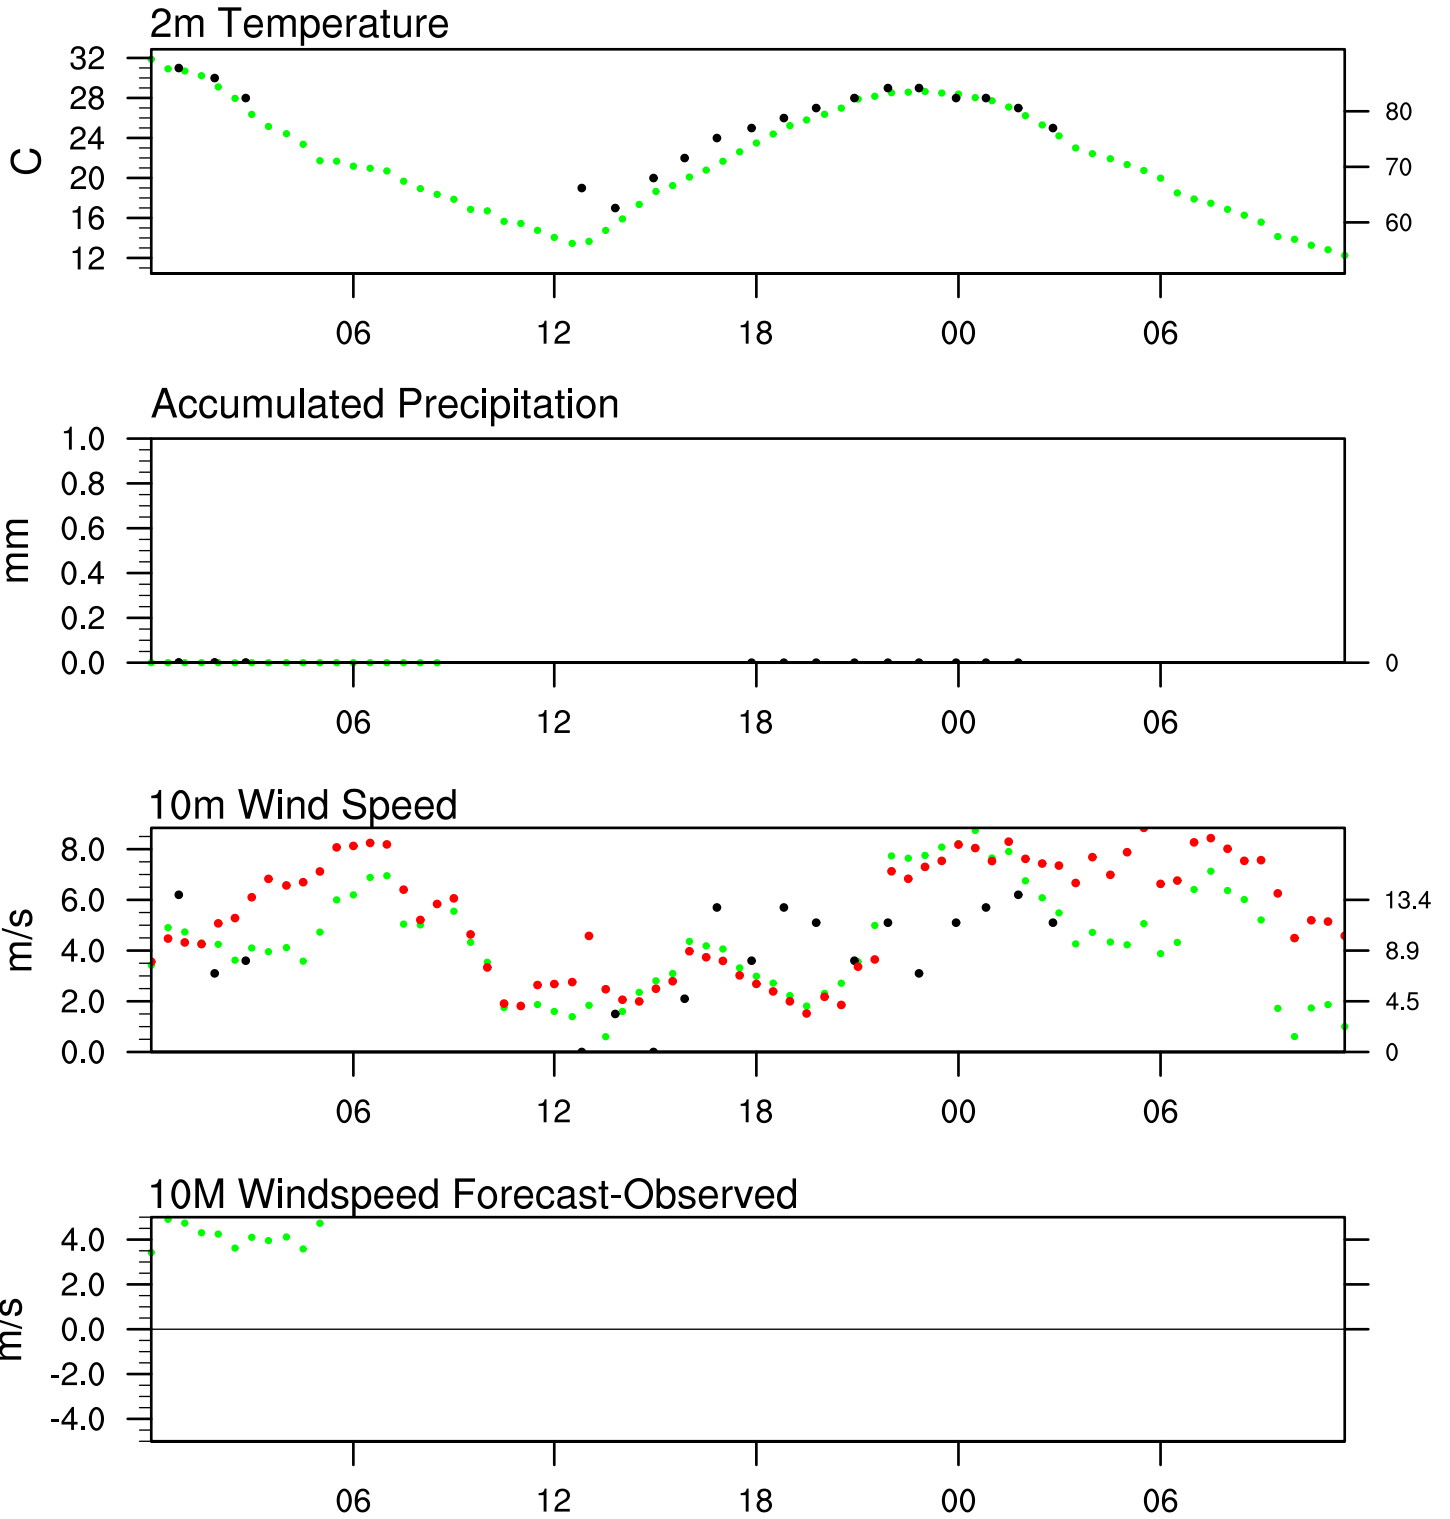 2m Temperature
32
28
24
20
16
12
C
80
70
60
06 12 18 00 06
Accumulated Precipitation
1.0
0.8
0.6
0.4
0.2
0.0
mm
0
06 12 18 00 06
10m Wind Speed
8.0
6.0
4.0
2.0
0.0
m/s
13.4
8.9
4.5
0
06 12 18 00 06
10M Windspeed Forecast-Observed
4.0
2.0
0.0
-2.0
-4.0
m/s
06 12 18 00 06